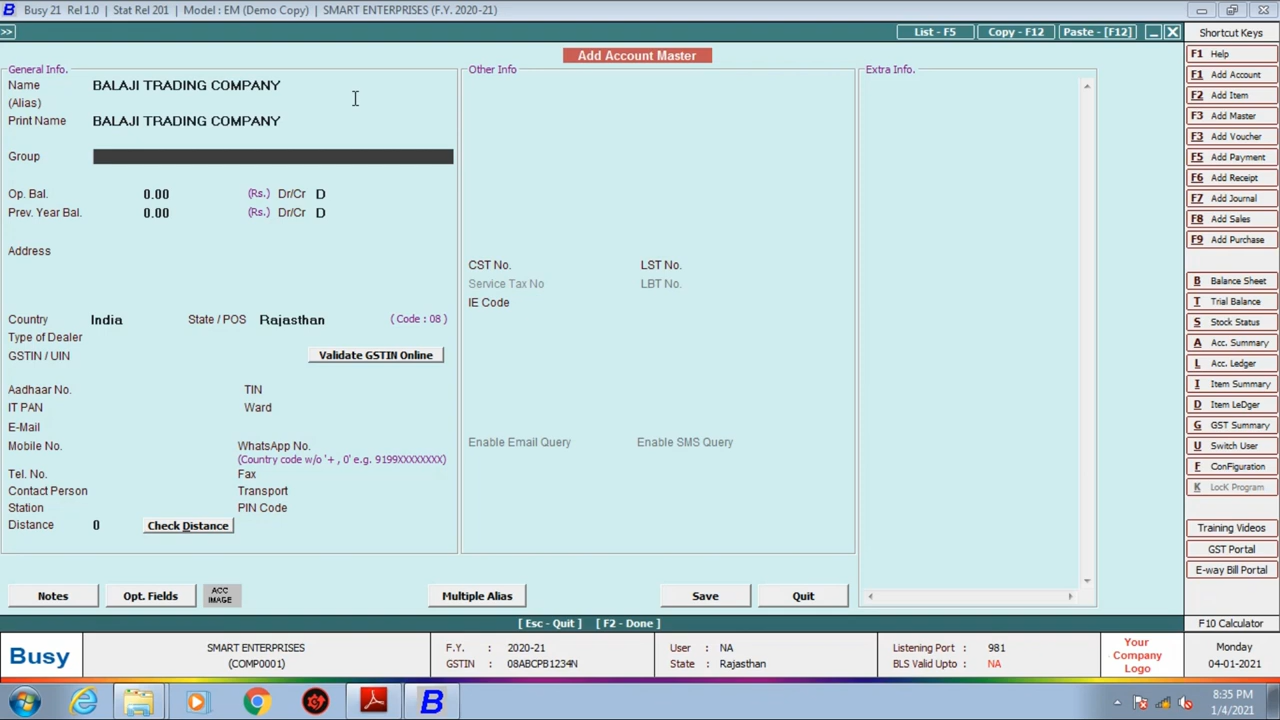 Busy 21 Rel 1.0 | Stat Rel 201 | Model : EM (Demo Copy) | SMART ENTERPRISES (F.Y. 2020-21)
>> List - F5 Copy - F12 Paste - [F12] Shortcut Keys
Add Account Master
General Info. Other Info Extra Info.
Name BALAJI TRADING COMPANY
(Alias)
Print Name BALAJI TRADING COMPANY
Group
Op. Bal. 0.00 (Rs.) Dr/Cr D
Prev. Year Bal. 0.00 (Rs.) Dr/Cr D
Address
Country India State / POS Rajasthan ( Code : 08 )
Type of Dealer
GSTIN / UIN Validate GSTIN Online
Aadhaar No. TIN
IT PAN Ward
E-Mail
Mobile No. WhatsApp No.
(Country code w/o '+ , 0' e.g. 9199XXXXXXXX)
Tel. No. Fax
Contact Person Transport
Station PIN Code
Distance 0 Check Distance
CST No. LST No.
Service Tax No LBT No.
IE Code
Enable Email Query Enable SMS Query
Notes Opt. Fields ACC IMAGE Multiple Alias Save Quit
[ Esc - Quit ] [ F2 - Done ]
F1 Help
F1 Add Account
F2 Add Item
F3 Add Master
F3 Add Voucher
F5 Add Payment
F6 Add Receipt
F7 Add Journal
F8 Add Sales
F9 Add Purchase
B Balance Sheet
T Trial Balance
S Stock Status
A Acc. Summary
L Acc. Ledger
I Item Summary
D Item LeDger
G GST Summary
U Switch User
F ConFiguration
K LocK Program
Training Videos
GST Portal
E-way Bill Portal
F10 Calculator
Busy
SMART ENTERPRISES
(COMP0001)
F.Y. : 2020-21
GSTIN : 08ABCPB1234N
User : NA
State : Rajasthan
Listening Port : 981
BLS Valid Upto : NA
Your
Company
Logo
Monday
04-01-2021
8:35 PM
1/4/2021